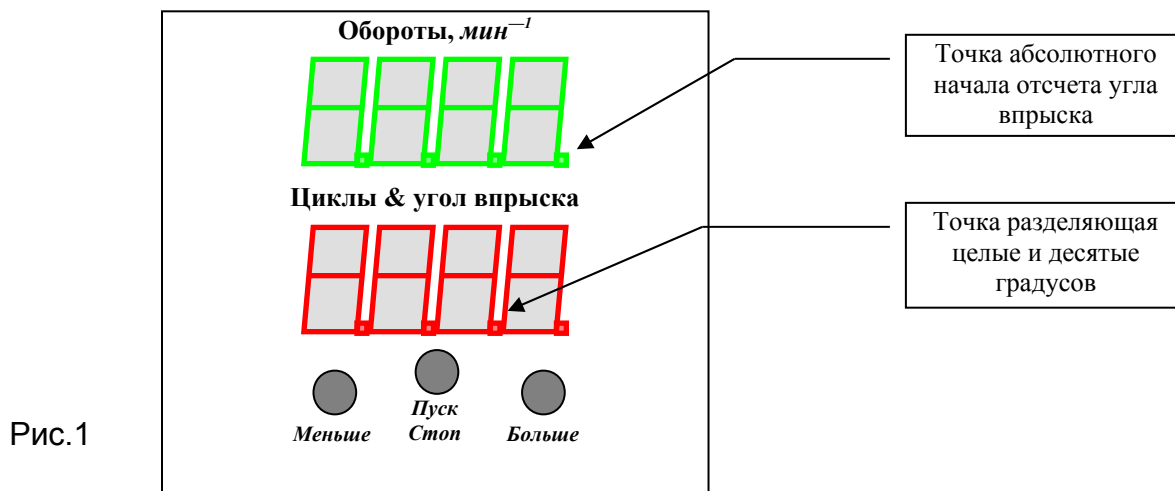 Обороты, мин—1
Точка абсолютного
начала отсчета угла
впрыска
Циклы & угол впрыска
Точка разделяющая
целые и десятые
градусов
Меньше
Пуск
Стоп
Больше
Рис.1